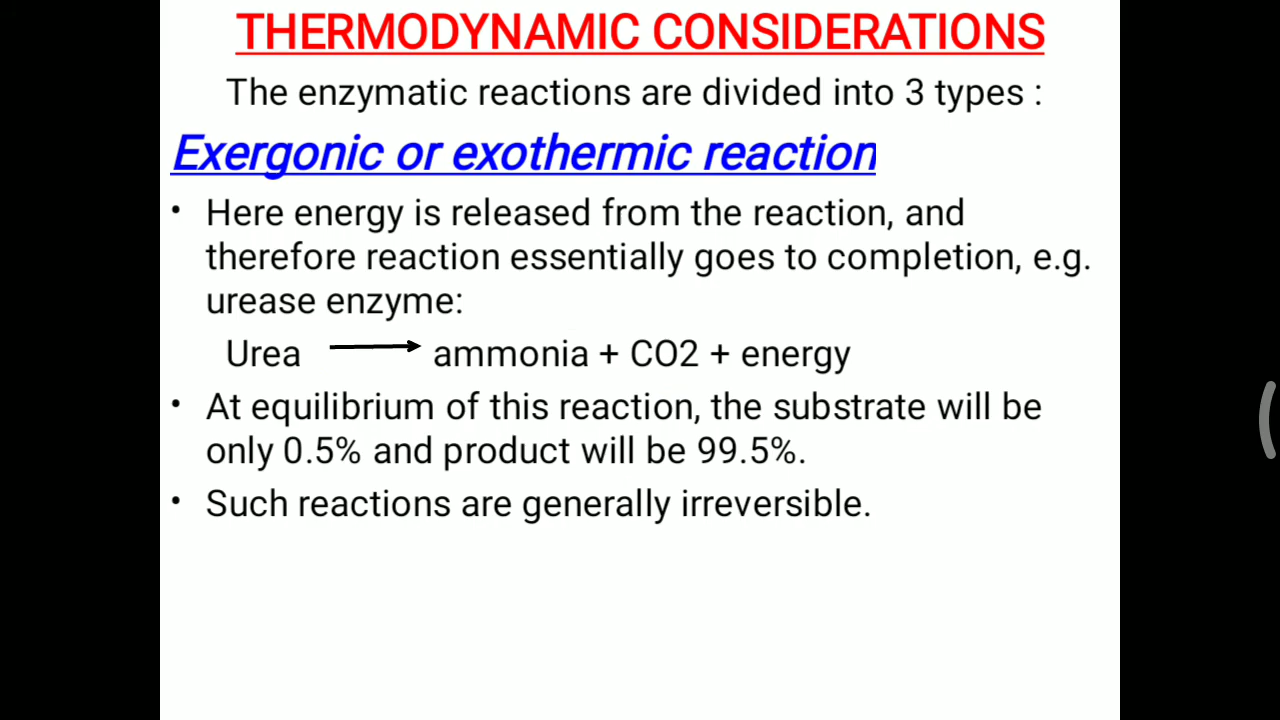 THERMODYNAMIC CONSIDERATIONS
The enzymatic reactions are divided into 3 types :
Exergonic or exothermic reaction
• Here energy is released from the reaction, and
therefore reaction essentially goes to completion, e.g.
urease enzyme:
Urea ⟶ ammonia + CO2 + energy
• At equilibrium of this reaction, the substrate will be
only 0.5% and product will be 99.5%.
• Such reactions are generally irreversible.